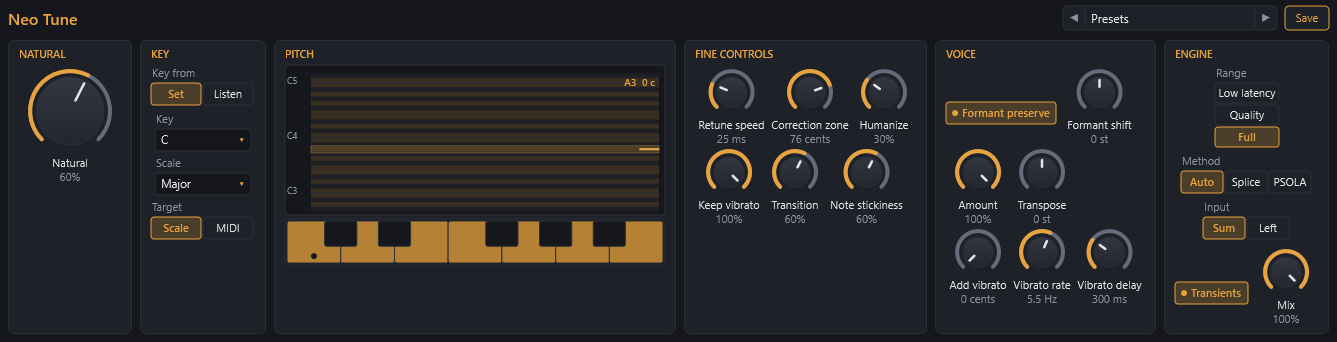 Neo Tune
Presets
Save
NATURAL
Natural
60%
KEY
Key from
Set Listen
Key
C
Scale
Major
Target
Scale MIDI
PITCH
C5
A3 0 c
C4
C3
FINE CONTROLS
Retune speed Correction zone Humanize
25 ms 76 cents 30%
Keep vibrato Transition Note stickiness
100% 60% 60%
VOICE
Formant preserve
Formant shift
0 st
Amount Transpose
100% 0 st
Add vibrato Vibrato rate Vibrato delay
0 cents 5.5 Hz 300 ms
ENGINE
Range
Low latency
Quality
Full
Method
Auto Splice PSOLA
Input
Sum Left
Transients
Mix
100%